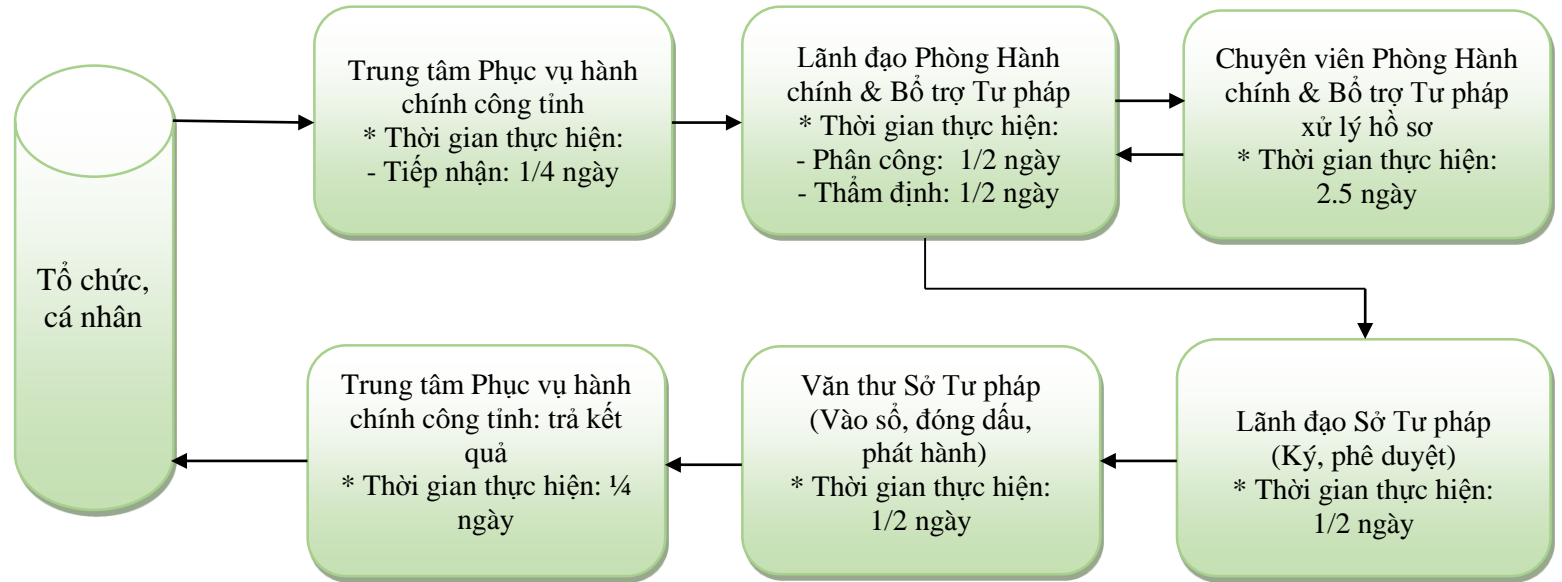 Tổ chức,
cá nhân
Trung tâm Phục vụ hành
chính công tỉnh
* Thời gian thực hiện:
- Tiếp nhận: 1/4 ngày
Lãnh đạo Phòng Hành
chính & Bổ trợ Tư pháp
* Thời gian thực hiện:
- Phân công: 1/2 ngày
- Thẩm định: 1/2 ngày
Chuyên viên Phòng Hành
chính & Bổ trợ Tư pháp
xử lý hồ sơ
* Thời gian thực hiện:
2.5 ngày
Lãnh đạo Sở Tư pháp
(Ký, phê duyệt)
* Thời gian thực hiện:
1/2 ngày
Văn thư Sở Tư pháp
(Vào sổ, đóng dấu,
phát hành)
* Thời gian thực hiện:
1/2 ngày
Trung tâm Phục vụ hành
chính công tỉnh: trả kết
quả
* Thời gian thực hiện: ¼
ngày